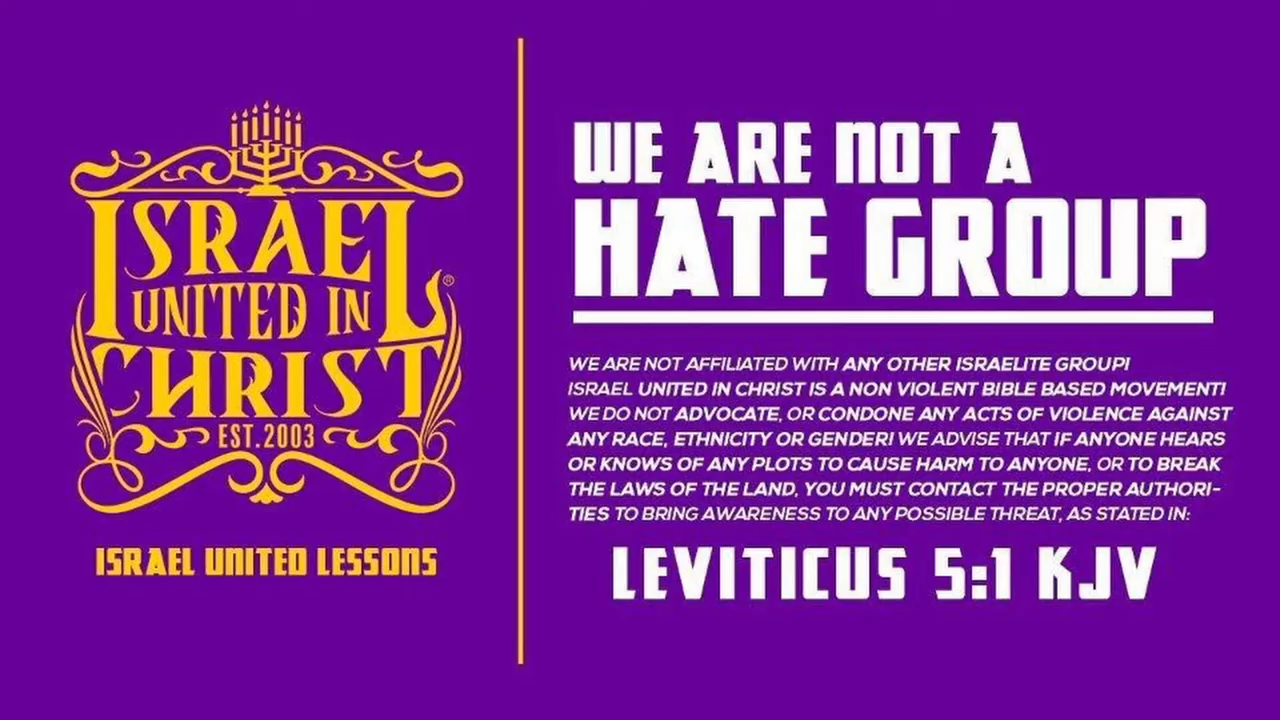 ISRAEL
UNITED IN
CHRIST
EST.2003
ISRAEL UNITED LESSONS
WE ARE NOT A
HATE GROUP
WE ARE NOT AFFILIATED WITH ANY OTHER ISRAELITE GROUP!
ISRAEL UNITED IN CHRIST IS A NON VIOLENT BIBLE BASED MOVEMENT!
WE DO NOT ADVOCATE, OR CONDONE ANY ACTS OF VIOLENCE AGAINST
ANY RACE, ETHNICITY OR GENDER! WE ADVISE THAT IF ANYONE HEARS
OR KNOWS OF ANY PLOTS TO CAUSE HARM TO ANYONE, OR TO BREAK
THE LAWS OF THE LAND, YOU MUST CONTACT THE PROPER AUTHORI-
TIES TO BRING AWARENESS TO ANY POSSIBLE THREAT, AS STATED IN:
LEVITICUS 5:1 KJV